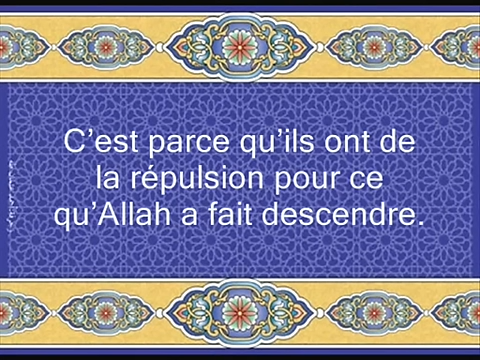 C’est parce qu’ils ont de
la répulsion pour ce
qu’Allah a fait descendre.